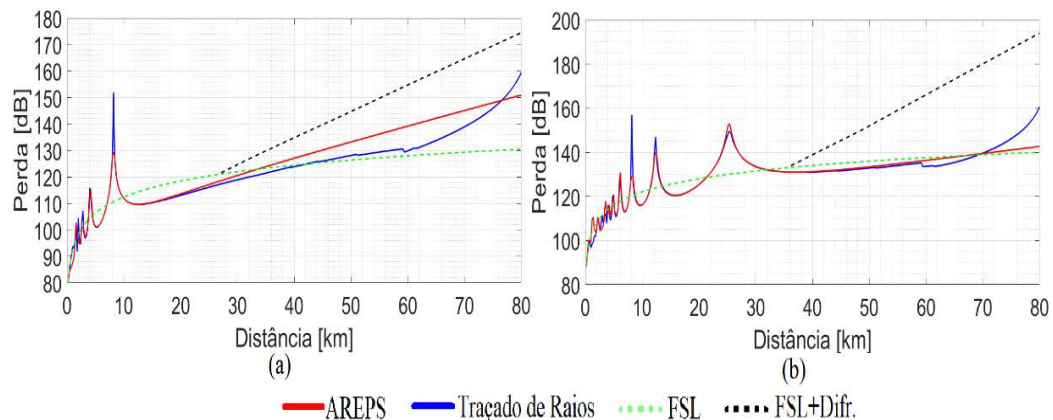 180
170
160
150
140
130
120
110
100
90
80
Perda [dB]
0 10 20 30 40 50 60 70 80
Distância [km]
(a)
200
180
160
140
120
100
80
Perda [dB]
0 10 20 30 40 50 60 70 80
Distância [km]
(b)
AREPS Traçado de Raios FSL FSL+Difr.